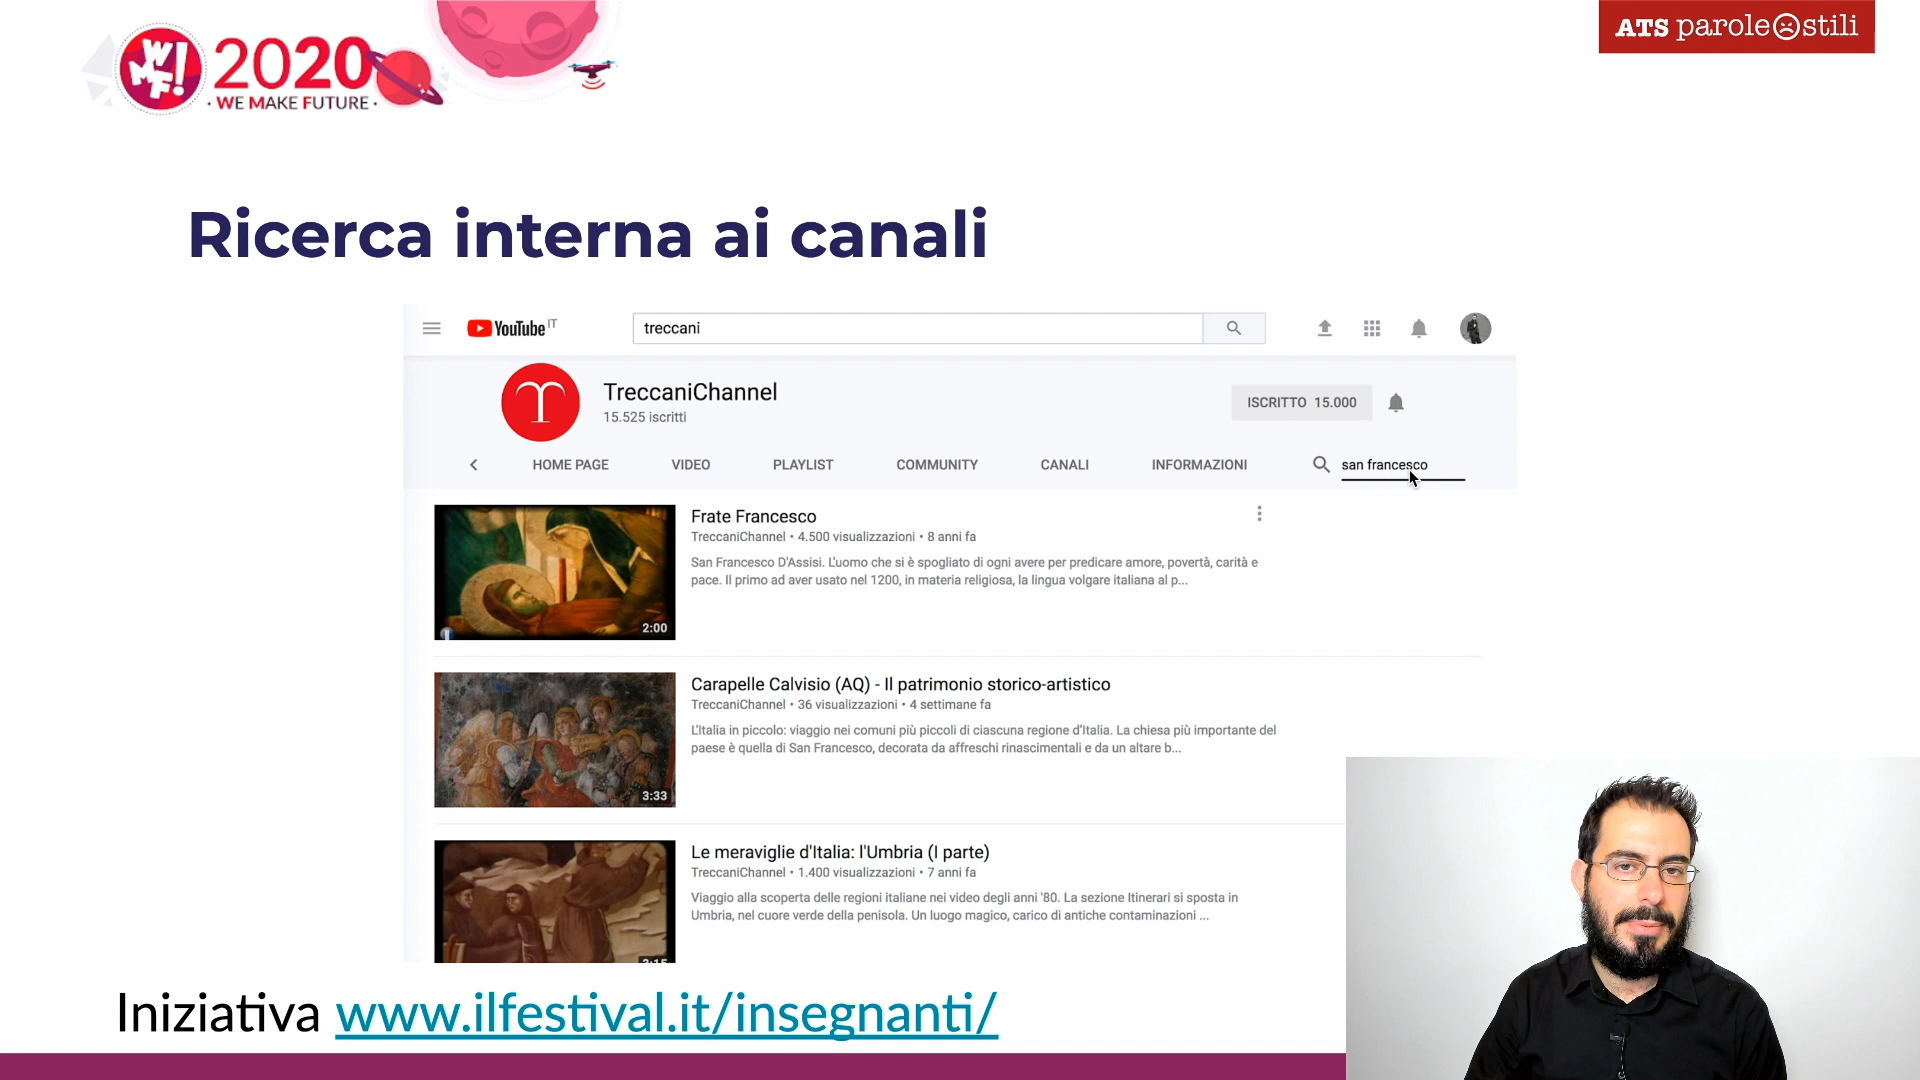 WMF!
2020
· WE MAKE FUTURE ·
ATS parole stili
Ricerca interna ai canali
YouTube IT
treccani
TreccaniChannel
15.525 iscritti
ISCRITTO 15.000
HOME PAGE VIDEO PLAYLIST COMMUNITY CANALI INFORMAZIONI san francesco
Frate Francesco
TreccaniChannel • 4.500 visualizzazioni • 8 anni fa
San Francesco D'Assisi. L'uomo che si è spogliato di ogni avere per predicare amore, povertà, carità e
pace. Il primo ad aver usato nel 1200, in materia religiosa, la lingua volgare italiana al p...
2:00
Carapelle Calvisio (AQ) - Il patrimonio storico-artistico
TreccaniChannel • 36 visualizzazioni • 4 settimane fa
L'Italia in piccolo: viaggio nei comuni più piccoli di ciascuna regione d'Italia. La chiesa più importante del
paese è quella di San Francesco, decorata da affreschi rinascimentali e da un altare b...
3:33
Le meraviglie d'Italia: l'Umbria (I parte)
TreccaniChannel • 1.400 visualizzazioni • 7 anni fa
Viaggio alla scoperta delle regioni italiane nei video degli anni '80. La sezione Itinerari si sposta in
Umbria, nel cuore verde della penisola. Un luogo magico, carico di antiche contaminazioni ...
Iniziativa www.ilfestival.it/insegnanti/